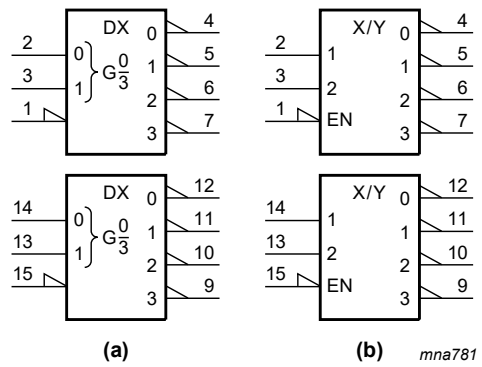 DX X/Y
0 4 0 4
2 0 5 2 1 5
} G 0/3 1 1
3 1 2 6 3 2 2 6
1 3 7 1 EN 3 7
DX X/Y
0 12 0 12
14 0 11 14 1 11
} G 0/3 1 1
13 1 2 10 13 2 2 10
15 3 9 15 EN 3 9
(a) (b) mna781